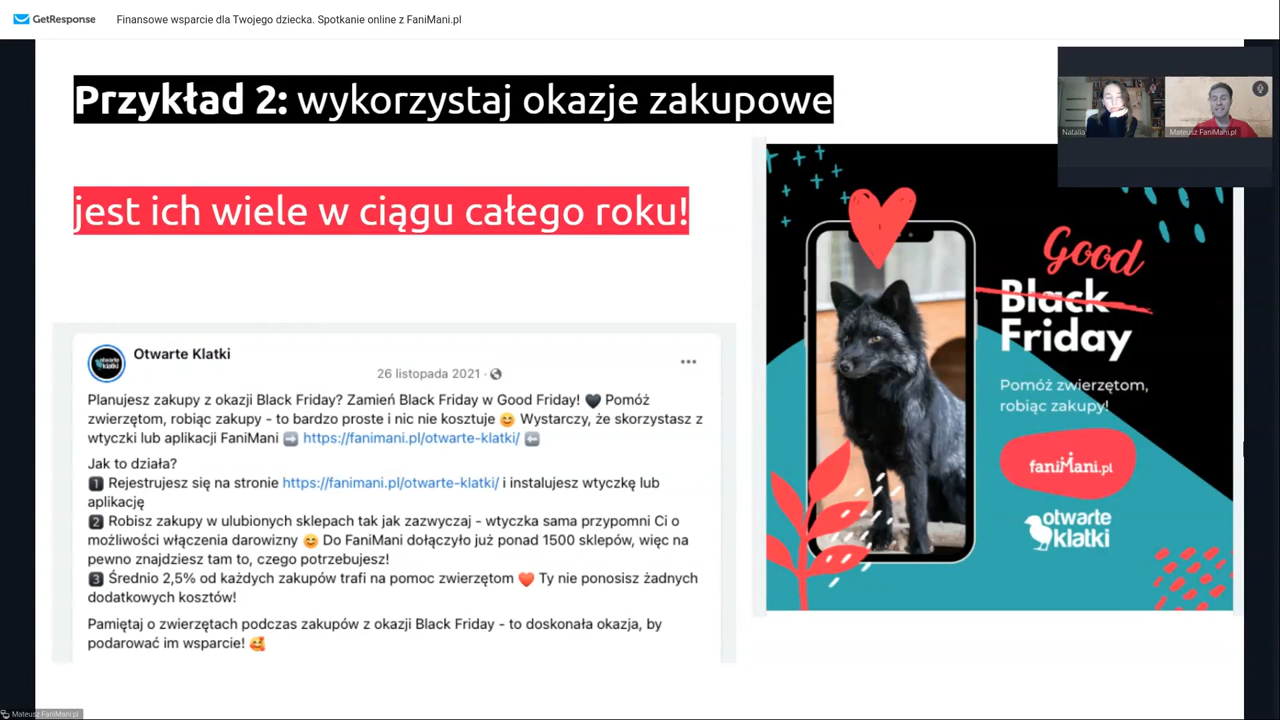 GetResponse
Finansowe wsparcie dla Twojego dziecka. Spotkanie online z FaniMani.pl
Przykład 2: wykorzystaj okazje zakupowe
jest ich wiele w ciągu całego roku!
Natalia
Mateusz FaniMani.pl
Otwarte Klatki
26 listopada 2021
Planujesz zakupy z okazji Black Friday? Zamień Black Friday w Good Friday! 🖤 Pomóż
zwierzętom, robiąc zakupy - to bardzo proste i nic nie kosztuje 😊 Wystarczy, że skorzystasz z
wtyczki lub aplikacji FaniMani ➡️ https://fanimani.pl/otwarte-klatki/ ⬅️
Jak to działa?
1️⃣ Rejestrujesz się na stronie https://fanimani.pl/otwarte-klatki/ i instalujesz wtyczkę lub
aplikację
2️⃣ Robisz zakupy w ulubionych sklepach tak jak zazwyczaj - wtyczka sama przypomni Ci o
możliwości włączenia darowizny 😊 Do FaniMani dołączyło już ponad 1500 sklepów, więc na
pewno znajdziesz tam to, czego potrzebujesz!
3️⃣ Średnio 2,5% od każdych zakupów trafi na pomoc zwierzętom ❤️ Ty nie ponosisz żadnych
dodatkowych kosztów!
Pamiętaj o zwierzętach podczas zakupów z okazji Black Friday - to doskonała okazja, by
podarować im wsparcie! 🥰
Good
Black
Friday
Pomóż zwierzętom,
robiąc zakupy!
faniMani.pl
otwarte
klatki
otwarte
klatki
Mateusz FaniMani.pl